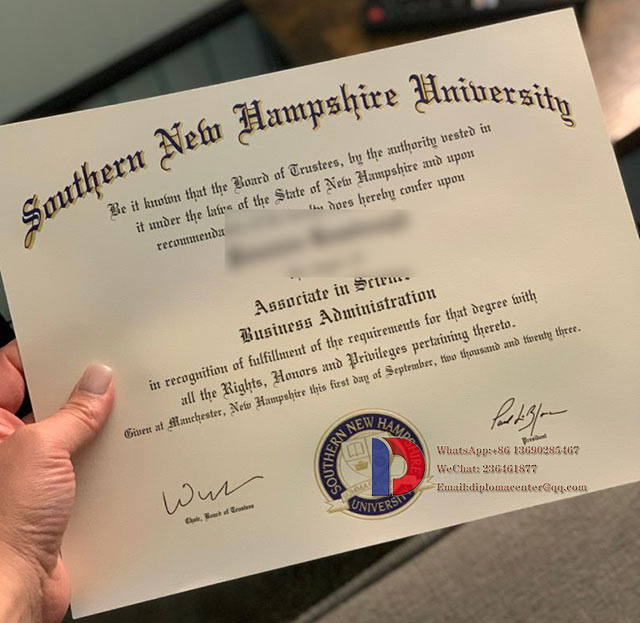 Southern New Hampshire University
Be it known that the Board of Trustees, by the authority vested in
it under the laws of the State of New Hampshire and upon
recommenda does hereby confer upon
Associate in Science
Business Administration
in recognition of fulfillment of the requirements for that degree with
all the Rights, Honors and Privileges pertaining thereto.
Given at Manchester, New Hampshire this first day of September, two thousand and twenty three.
President
Chair, Board of Trustees
SOUTHERN NEW HAMPSHIRE
UNIVERSITY
WhatsApp:+86 13690285467
WeChat: 236461877
Email:diplomacenter@qq.com